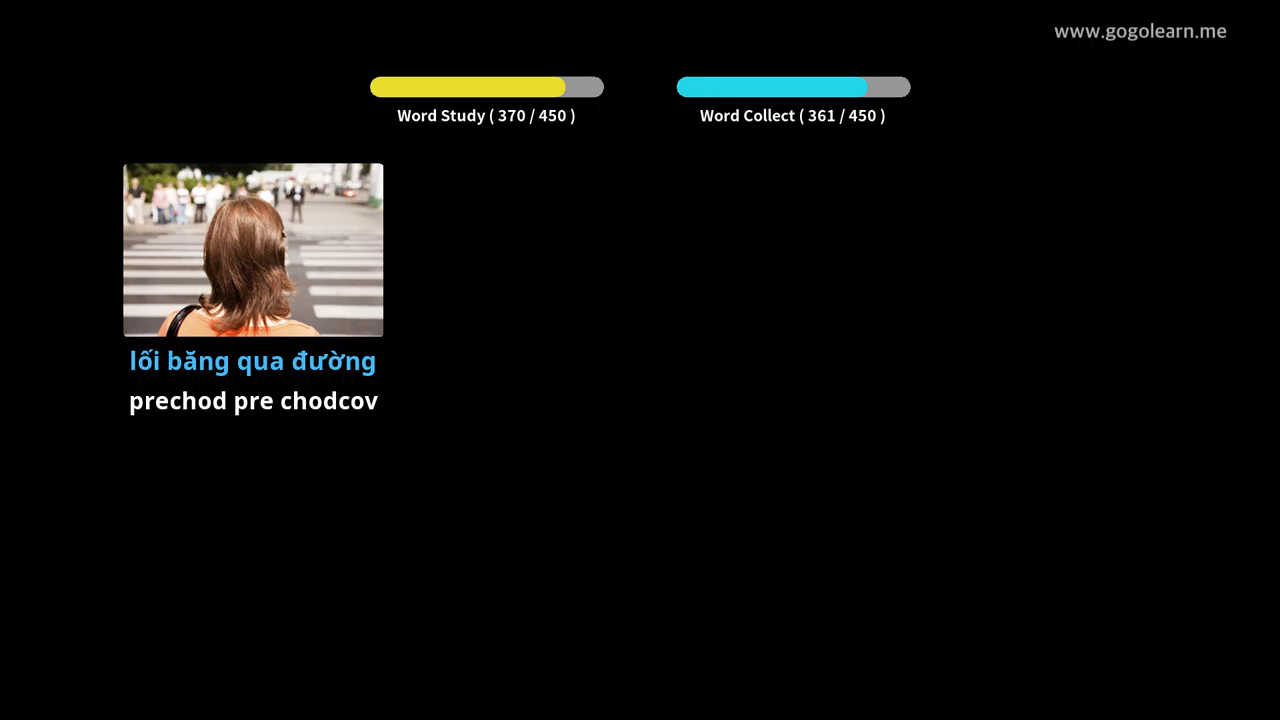 www.gogolearn.me
Word Study ( 370 / 450 )
Word Collect ( 361 / 450 )
lối băng qua đường
prechod pre chodcov